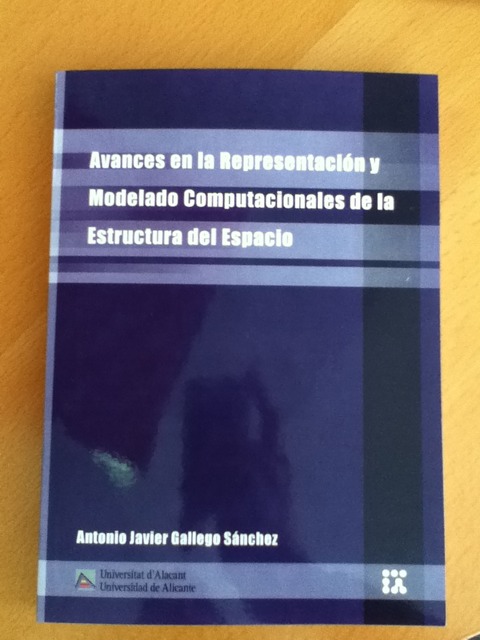 Avances en la Representación y
Modelado Computacionales de la
Estructura del Espacio
Antonio Javier Gallego Sánchez
Universitat d'Alacant
Universidad de Alicante